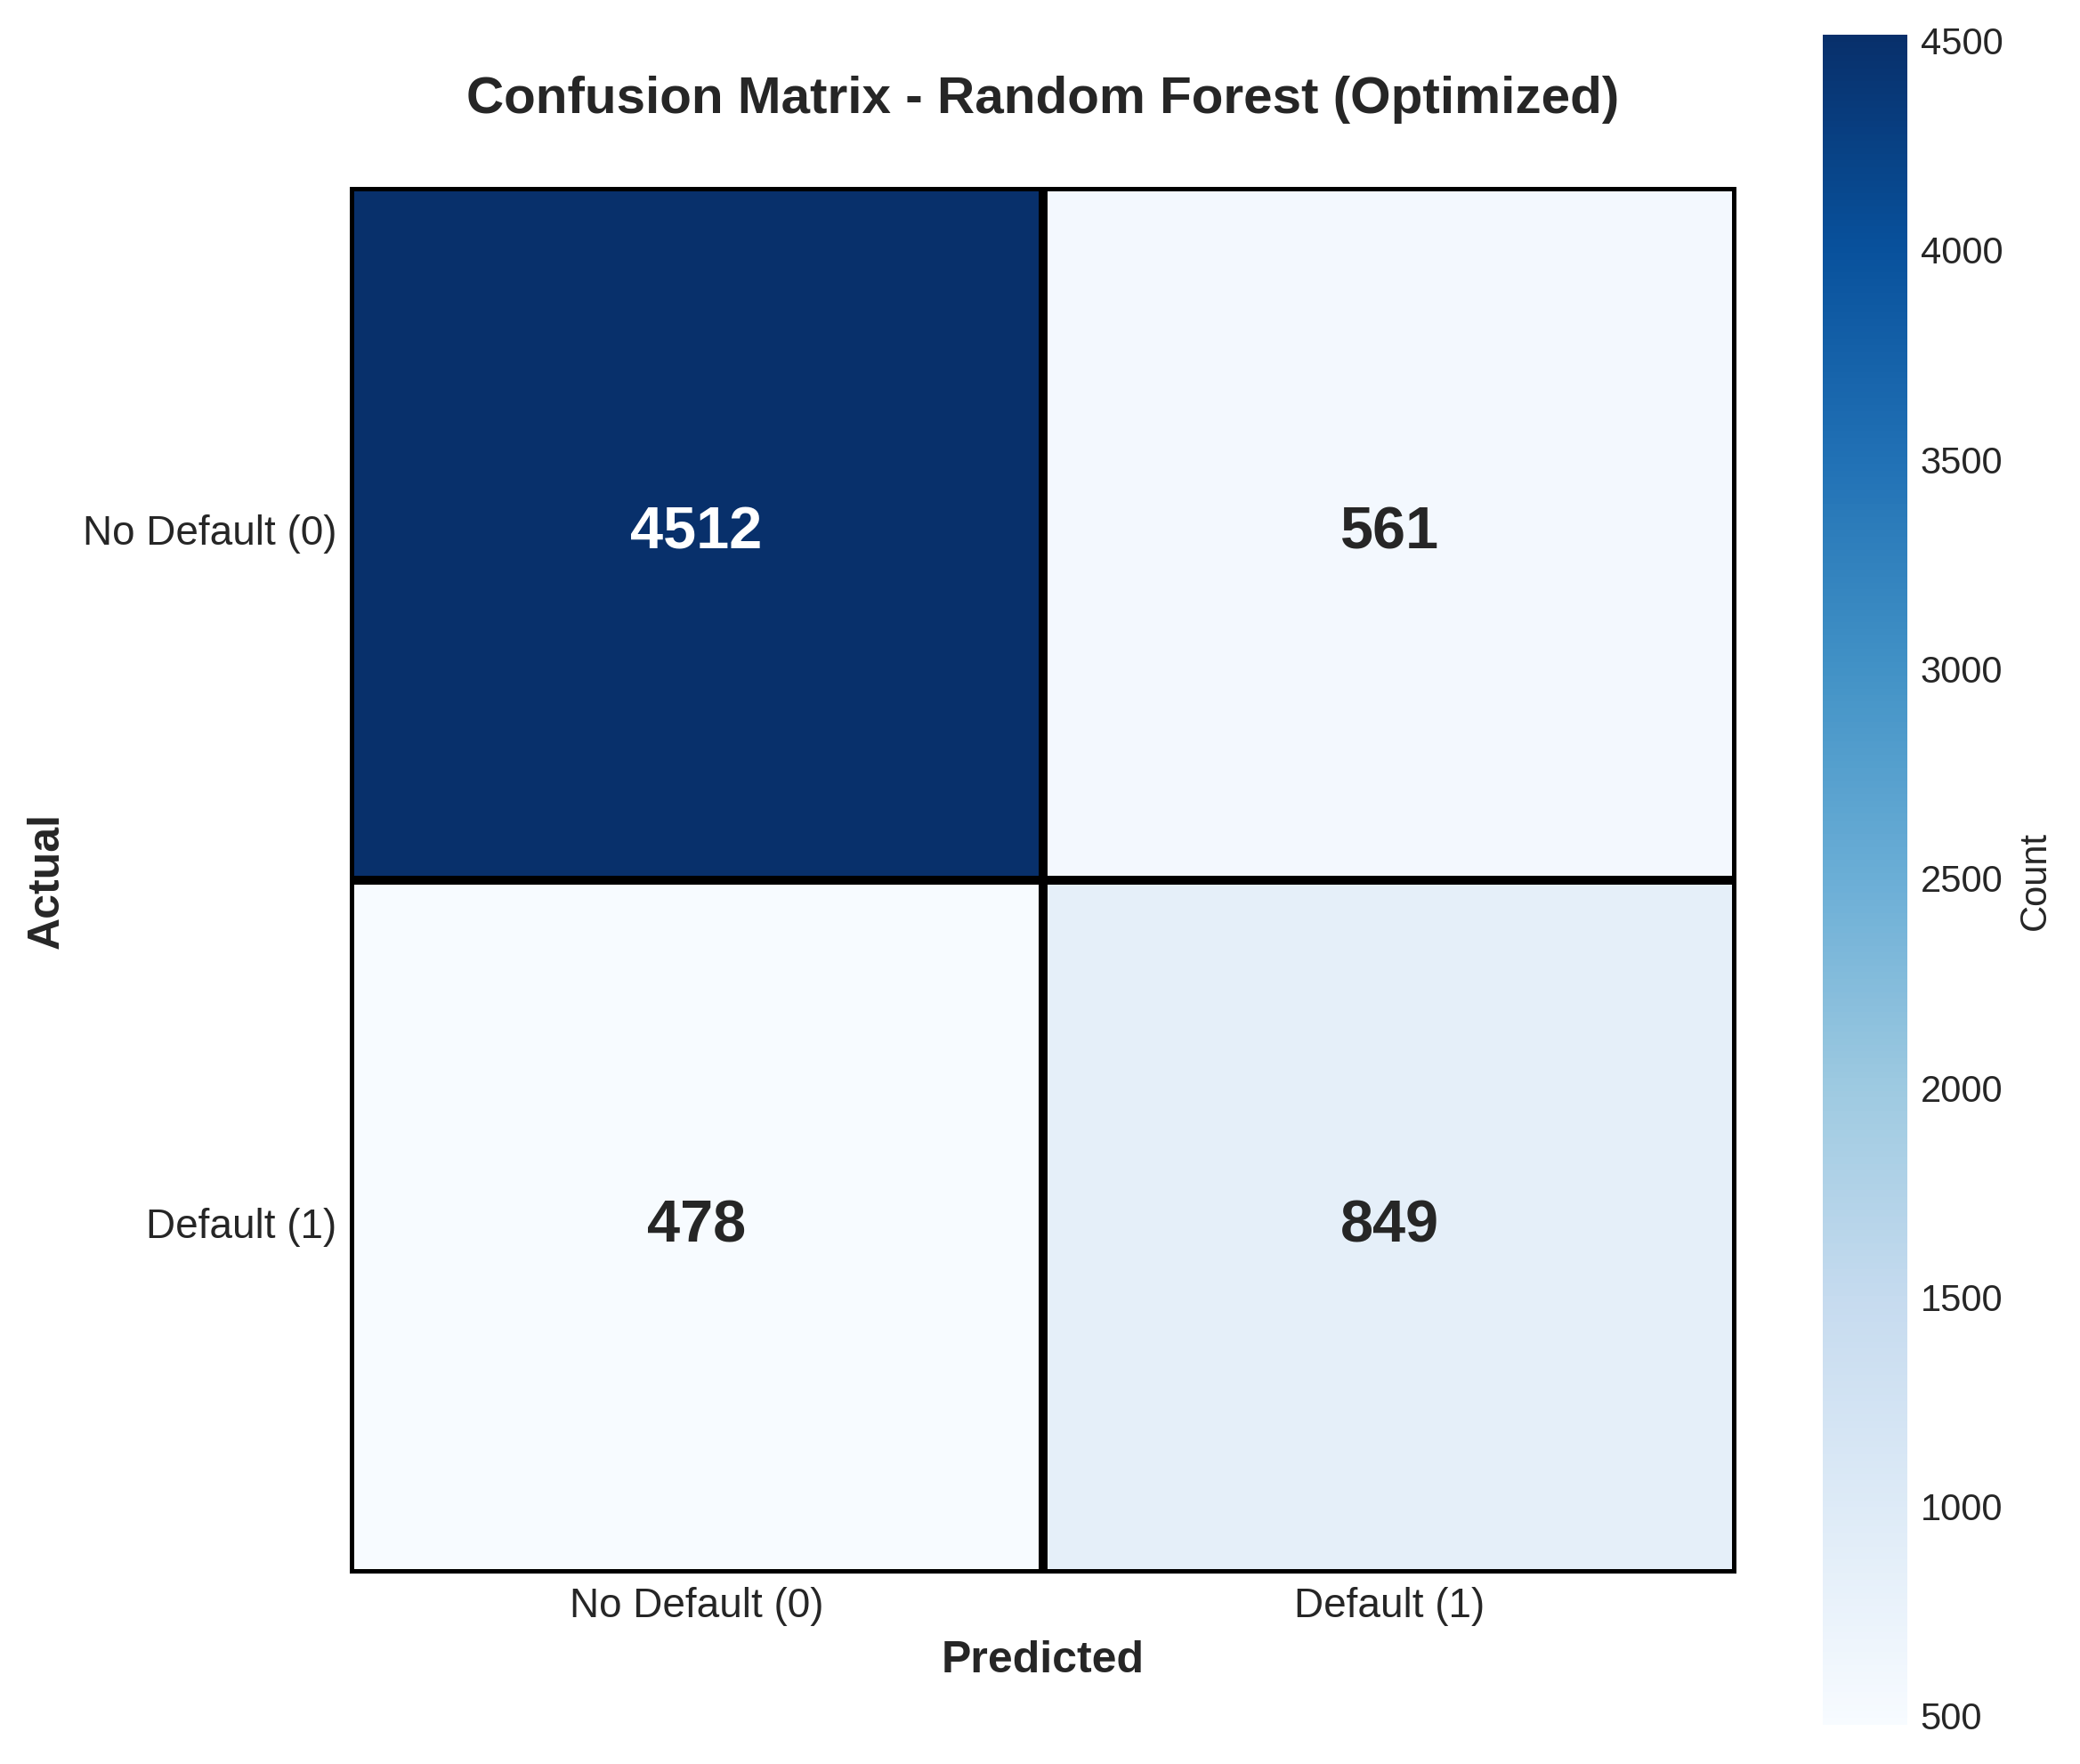 Confusion Matrix - Random Forest (Optimized)
Actual
No Default (0)
4512
561
Default (1)
478
849
No Default (0)
Default (1)
Predicted
4500
4000
3500
3000
2500
2000
1500
1000
500
Count